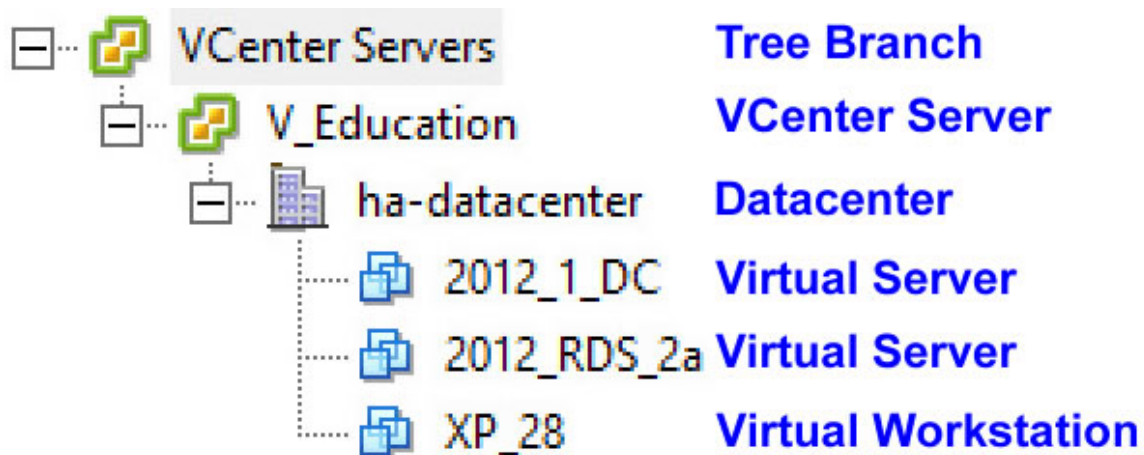 VCenter Servers Tree Branch
V_Education VCenter Server
ha-datacenter Datacenter
2012_1_DC Virtual Server
2012_RDS_2a Virtual Server
XP_28 Virtual Workstation